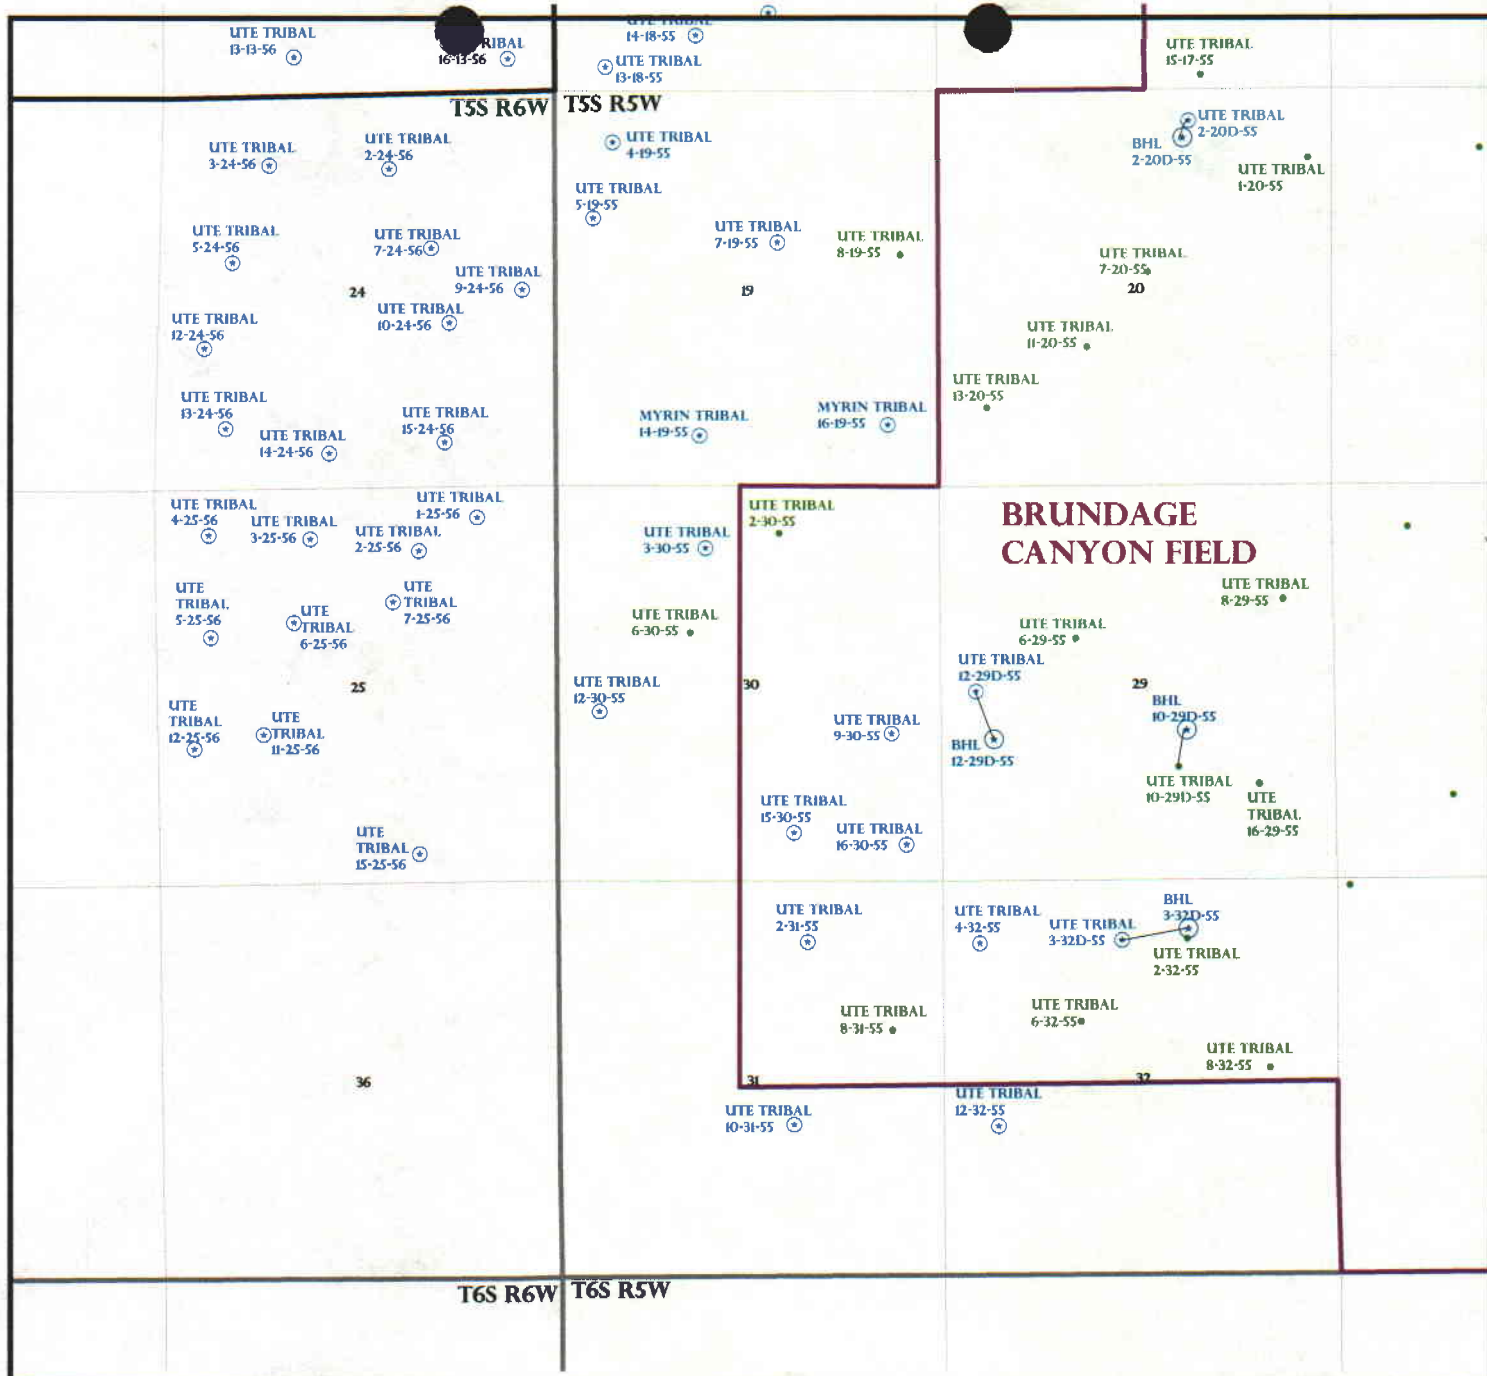 UTE TRIBAL
13-13-56
RIBAL
16-13-56
UTE TRIBAL
14-18-55
UTE TRIBAL
13-18-55
UTE TRIBAL
15-17-55
T5S R6W
T5S R5W
UTE TRIBAL
3-24-56
UTE TRIBAL
2-24-56
UTE TRIBAL
4-19-55
UTE TRIBAL
2-20D-55
BHL
2-20D-55
UTE TRIBAL
1-20-55
UTE TRIBAL
5-19-55
UTE TRIBAL
5-24-56
UTE TRIBAL
7-24-56
UTE TRIBAL
7-19-55
UTE TRIBAL
8-19-55
UTE TRIBAL
7-20-55
UTE TRIBAL
9-24-56
24
19
20
UTE TRIBAL
12-24-56
UTE TRIBAL
10-24-56
UTE TRIBAL
11-20-55
UTE TRIBAL
13-20-55
UTE TRIBAL
13-24-56
UTE TRIBAL
14-24-56
UTE TRIBAL
15-24-56
MYRIN TRIBAL
14-19-55
MYRIN TRIBAL
16-19-55
UTE TRIBAL
4-25-56
UTE TRIBAL
3-25-56
UTE TRIBAL
1-25-56
UTE TRIBAL
2-25-56
UTE TRIBAL
3-30-55
UTE TRIBAL
2-30-55
BRUNDAGE
CANYON FIELD
UTE
TRIBAL
5-25-56
UTE
TRIBAL
6-25-56
UTE
TRIBAL
7-25-56
UTE TRIBAL
6-30-55
UTE TRIBAL
8-29-55
UTE TRIBAL
6-29-55
UTE TRIBAL
12-29D-55
25
30
29
UTE TRIBAL
12-30-55
UTE
TRIBAL
12-25-56
UTE
TRIBAL
11-25-56
UTE TRIBAL
9-30-55
BHL
12-29D-55
BHL
10-29D-55
UTE TRIBAL
10-29D-55
UTE
TRIBAL
16-29-55
UTE TRIBAL
15-30-55
UTE TRIBAL
16-30-55
UTE
TRIBAL
15-25-56
UTE TRIBAL
2-31-55
UTE TRIBAL
4-32-55
UTE TRIBAL
3-32D-55
BHL
3-32D-55
UTE TRIBAL
2-32-55
UTE TRIBAL
8-31-55
UTE TRIBAL
6-32-55
UTE TRIBAL
8-32-55
36
31
32
UTE TRIBAL
10-31-55
UTE TRIBAL
12-32-55
T6S R6W
T6S R5W